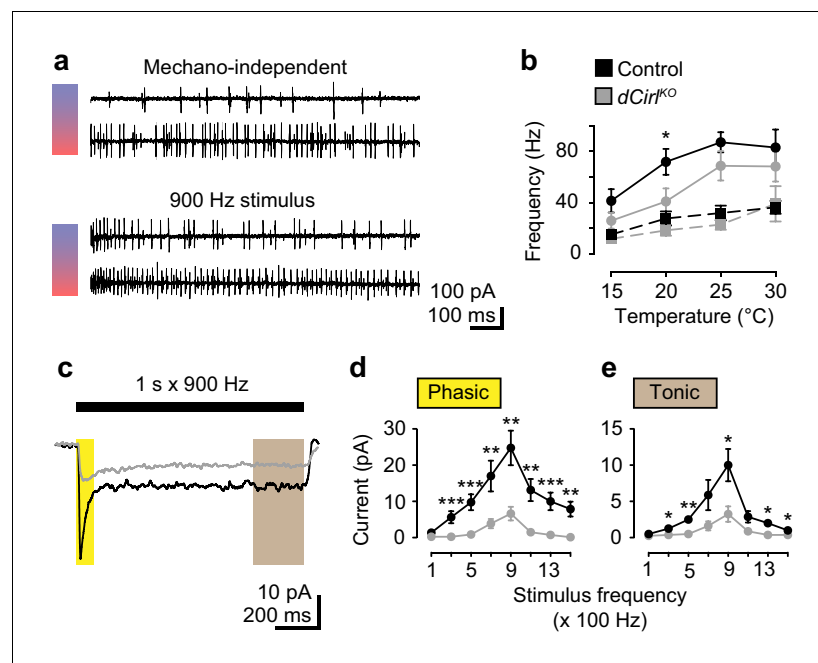 a
Mechano-independent
900 Hz stimulus
100 pA
100 ms
b
Control
dCirlᴷᴼ
Frequency (Hz)
80
40
0
15 20 25 30
Temperature (°C)
*
c
1 s x 900 Hz
10 pA
200 ms
d
Phasic
Current (pA)
30
20
10
0
*** *** ** ** ** *** **
1 5 9 13
e
Tonic
15
10
5
0
* ** * * *
1 5 9 13
Stimulus frequency
(x 100 Hz)